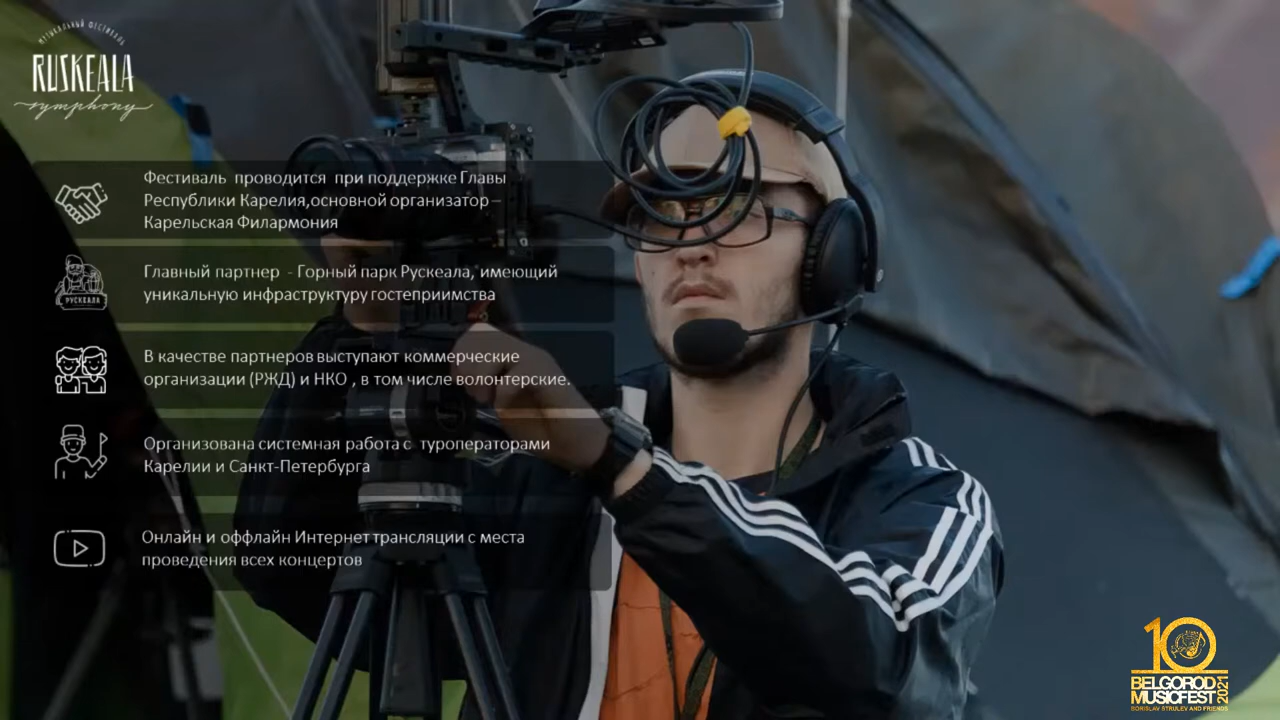 МУЗЫКАЛЬНЫЙ ФЕСТИВАЛЬ
RUSKEALA
symphony
Фестиваль проводится при поддержке Главы
Республики Карелия,основной организатор –
Карельская Филармония
Главный партнер - Горный парк Рускеала, имеющий
уникальную инфраструктуру гостеприимства
РУСКЕАЛА
В качестве партнеров выступают коммерческие
организации (РЖД) и НКО , в том числе волонтерские.
Организована системная работа с туроператорами
Карелии и Санкт-Петербурга
Онлайн и оффлайн Интернет трансляции с места
проведения всех концертов
10
BELGOROD
MUSICFEST
2021
BORISLAV STRULEV AND FRIENDS